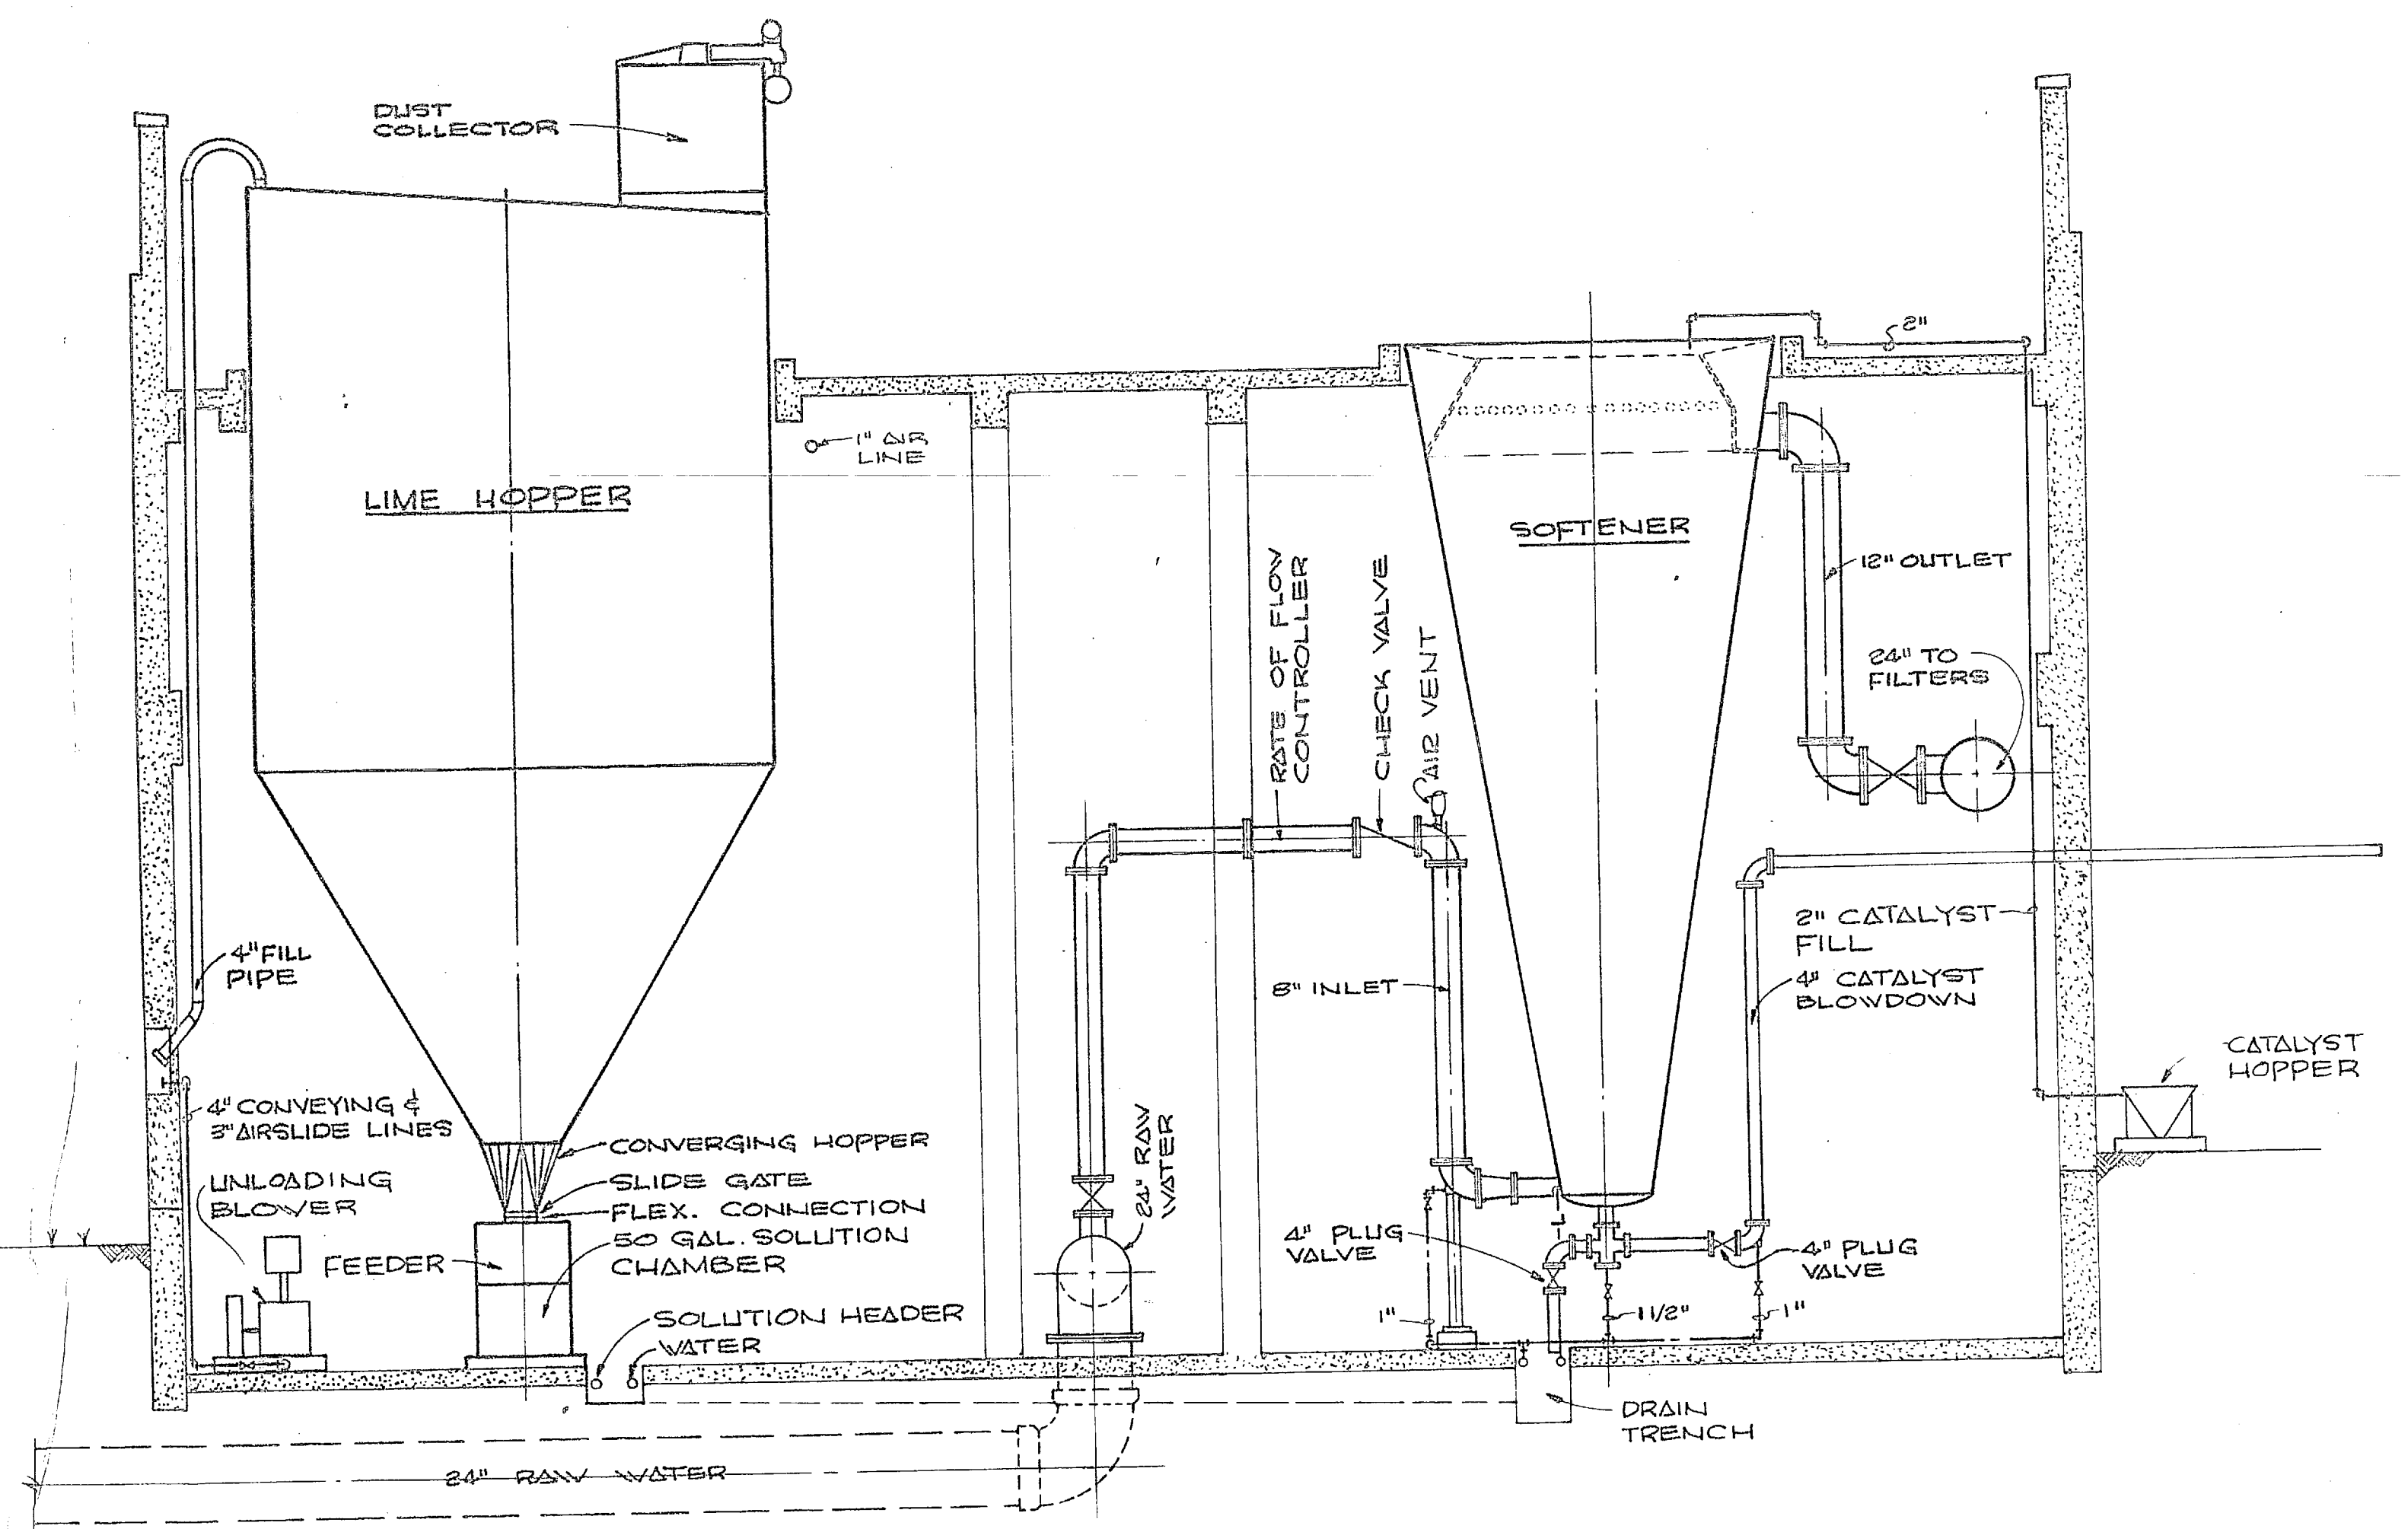 DUST
COLLECTOR
2"
1" AIR
LINE
LIME HOPPER
SOFTENER
RATE OF FLOW
CONTROLLER
CHECK VALVE
AIR VENT
12" OUTLET
24" TO
FILTERS
4" FILL
PIPE
8" INLET
2" CATALYST
FILL
4" CATALYST
BLOWDOWN
CATALYST
HOPPER
4" CONVEYING &
3" AIRSLIDE LINES
UNLOADING
BLOWER
CONVERGING HOPPER
SLIDE GATE
FLEX. CONNECTION
50 GAL. SOLUTION
CHAMBER
FEEDER
24" RAW
WATER
4" PLUG
VALVE
4" PLUG
VALVE
SOLUTION HEADER
WATER
1"
1 1/2"
1"
DRAIN
TRENCH
24" RAW WATER